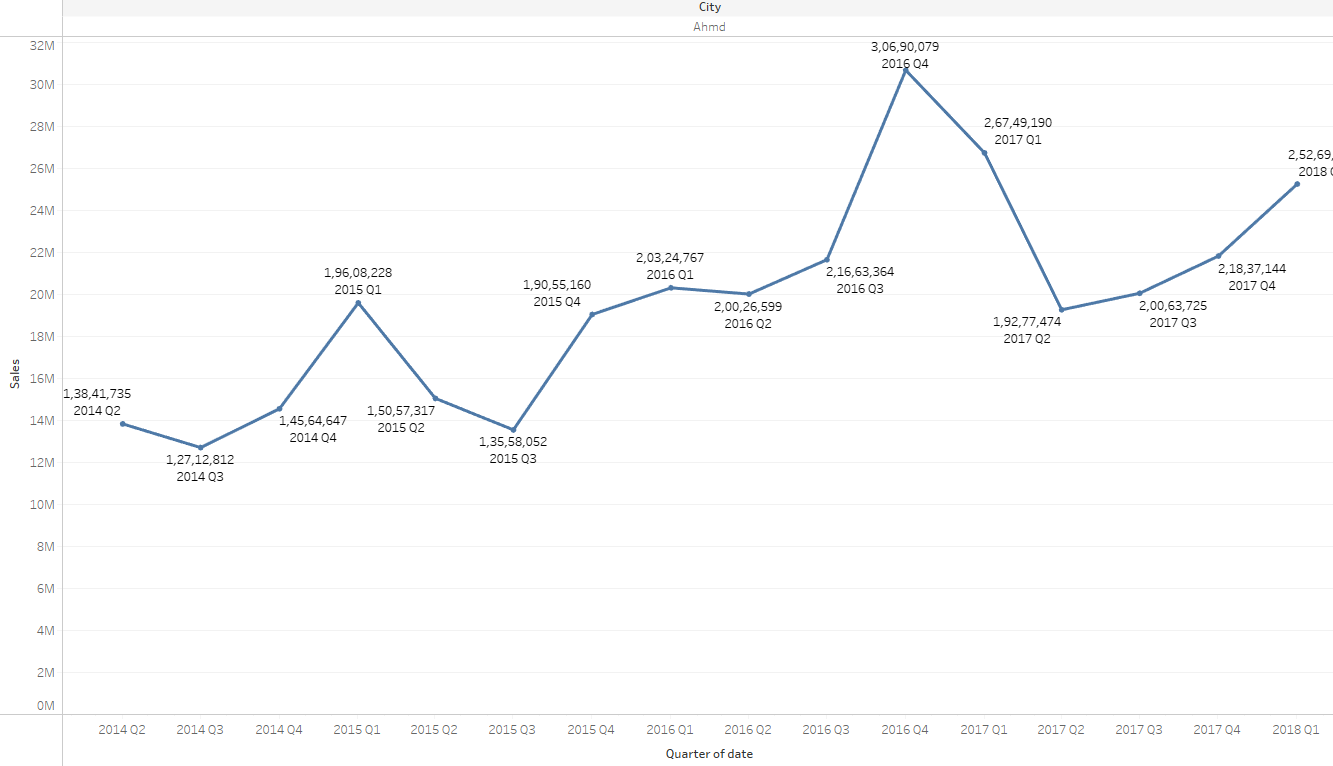 City
Ahmd
32M
30M
28M
26M
24M
22M
20M
18M
16M
14M
12M
10M
8M
6M
4M
2M
0M
Sales
1,38,41,735
2014 Q2
1,27,12,812
2014 Q3
1,45,64,647
2014 Q4
1,96,08,228
2015 Q1
1,50,57,317
2015 Q2
1,35,58,052
2015 Q3
1,90,55,160
2015 Q4
2,03,24,767
2016 Q1
2,00,26,599
2016 Q2
2,16,63,364
2016 Q3
3,06,90,079
2016 Q4
2,67,49,190
2017 Q1
1,92,77,474
2017 Q2
2,00,63,725
2017 Q3
2,18,37,144
2017 Q4
2,52,69,
2018
2014 Q2 2014 Q3 2014 Q4 2015 Q1 2015 Q2 2015 Q3 2015 Q4 2016 Q1 2016 Q2 2016 Q3 2016 Q4 2017 Q1 2017 Q2 2017 Q3 2017 Q4 2018 Q1
Quarter of date